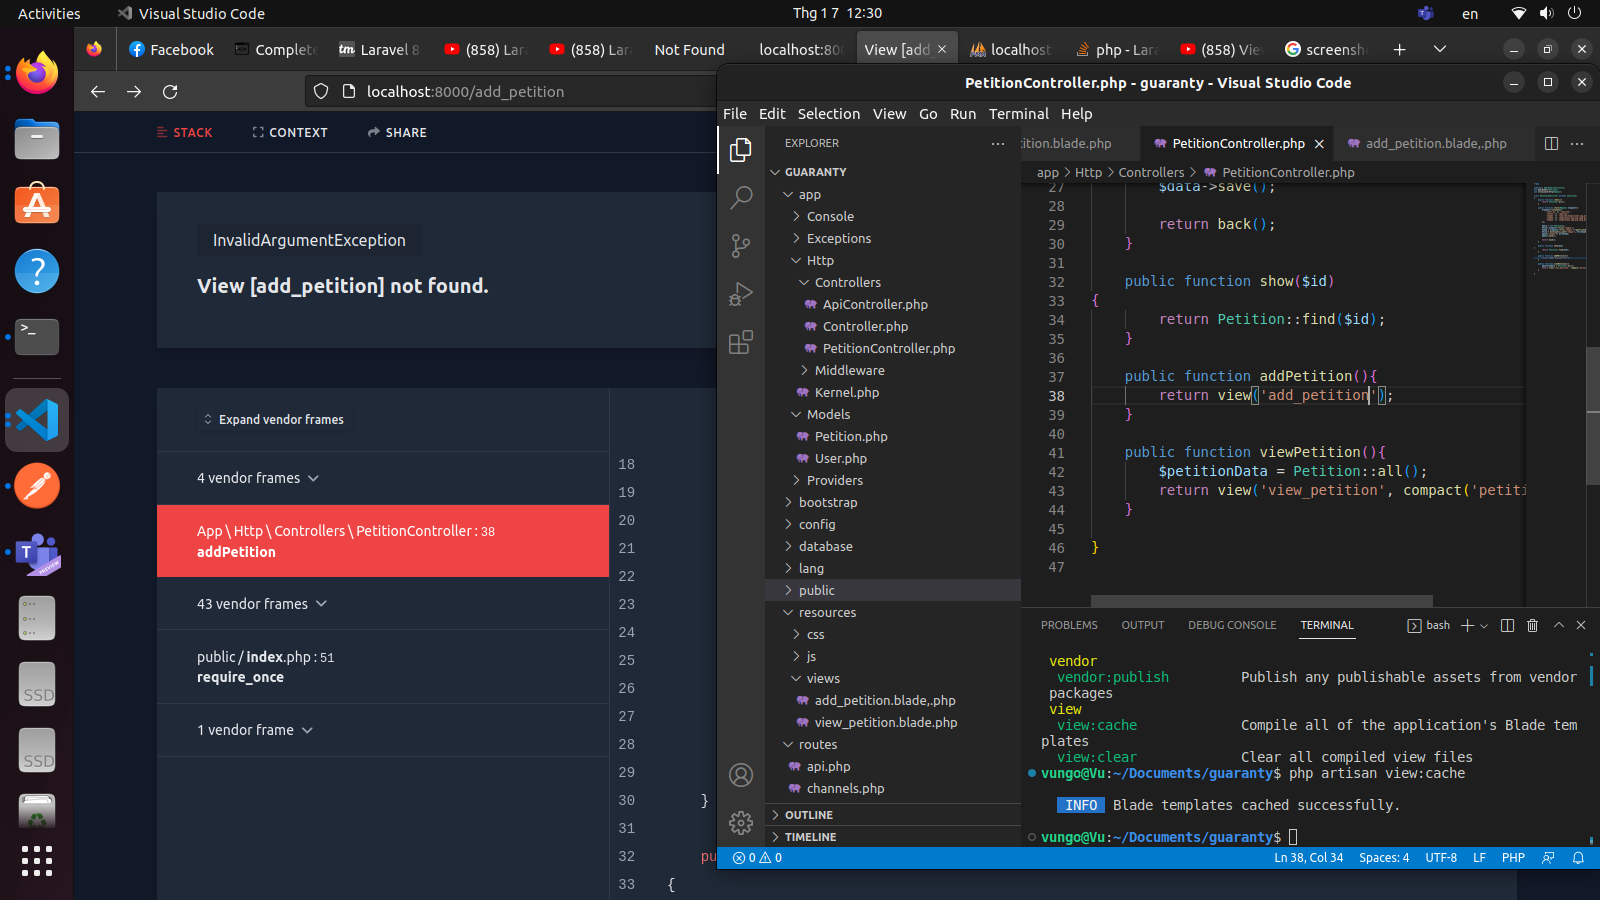 Activities
Visual Studio Code
Thg 1 7 12:30
en
Facebook
Complete
Laravel 8
(858) Lar
(858) Lar
Not Found
localhost:800
View [add_
localhost
php - Lar
(858) Vie
screensho
localhost:8000/add_petition
STACK
CONTEXT
SHARE
InvalidArgumentException
View [add_petition] not found.
Expand vendor frames
4 vendor frames
App \ Http \ Controllers \ PetitionController : 38
addPetition
43 vendor frames
public / index.php : 51
require_once
1 vendor frame
18
19
20
21
22
23
24
25
26
27
28
29
30 }
31
32 pu
33 {
PetitionController.php - guaranty - Visual Studio Code
File Edit Selection View Go Run Terminal Help
EXPLORER
GUARANTY
app
Console
Exceptions
Http
Controllers
ApiController.php
Controller.php
PetitionController.php
Middleware
Kernel.php
Models
Petition.php
User.php
Providers
bootstrap
config
database
lang
public
resources
css
js
views
add_petition.blade,.php
view_petition.blade.php
routes
api.php
channels.php
OUTLINE
TIMELINE
ition.blade.php
PetitionController.php
add_petition.blade,.php
app > Http > Controllers > PetitionController.php
27 $data->save();
28
29 return back();
30 }
31
32 public function show($id)
33 {
34 return Petition::find($id);
35 }
36
37 public function addPetition(){
38 return view('add_petition');
39 }
40
41 public function viewPetition(){
42 $petitionData = Petition::all();
43 return view('view_petition', compact('petiti
44 }
45
46 }
47
PROBLEMS OUTPUT DEBUG CONSOLE TERMINAL
bash
vendor
vendor:publish Publish any publishable assets from vendor
packages
view
view:cache Compile all of the application's Blade tem
plates
view:clear Clear all compiled view files
vungo@Vu:~/Documents/guaranty$ php artisan view:cache
INFO Blade templates cached successfully.
vungo@Vu:~/Documents/guaranty$
0 0
Ln 38, Col 34 Spaces: 4 UTF-8 LF PHP
SSD
SSD